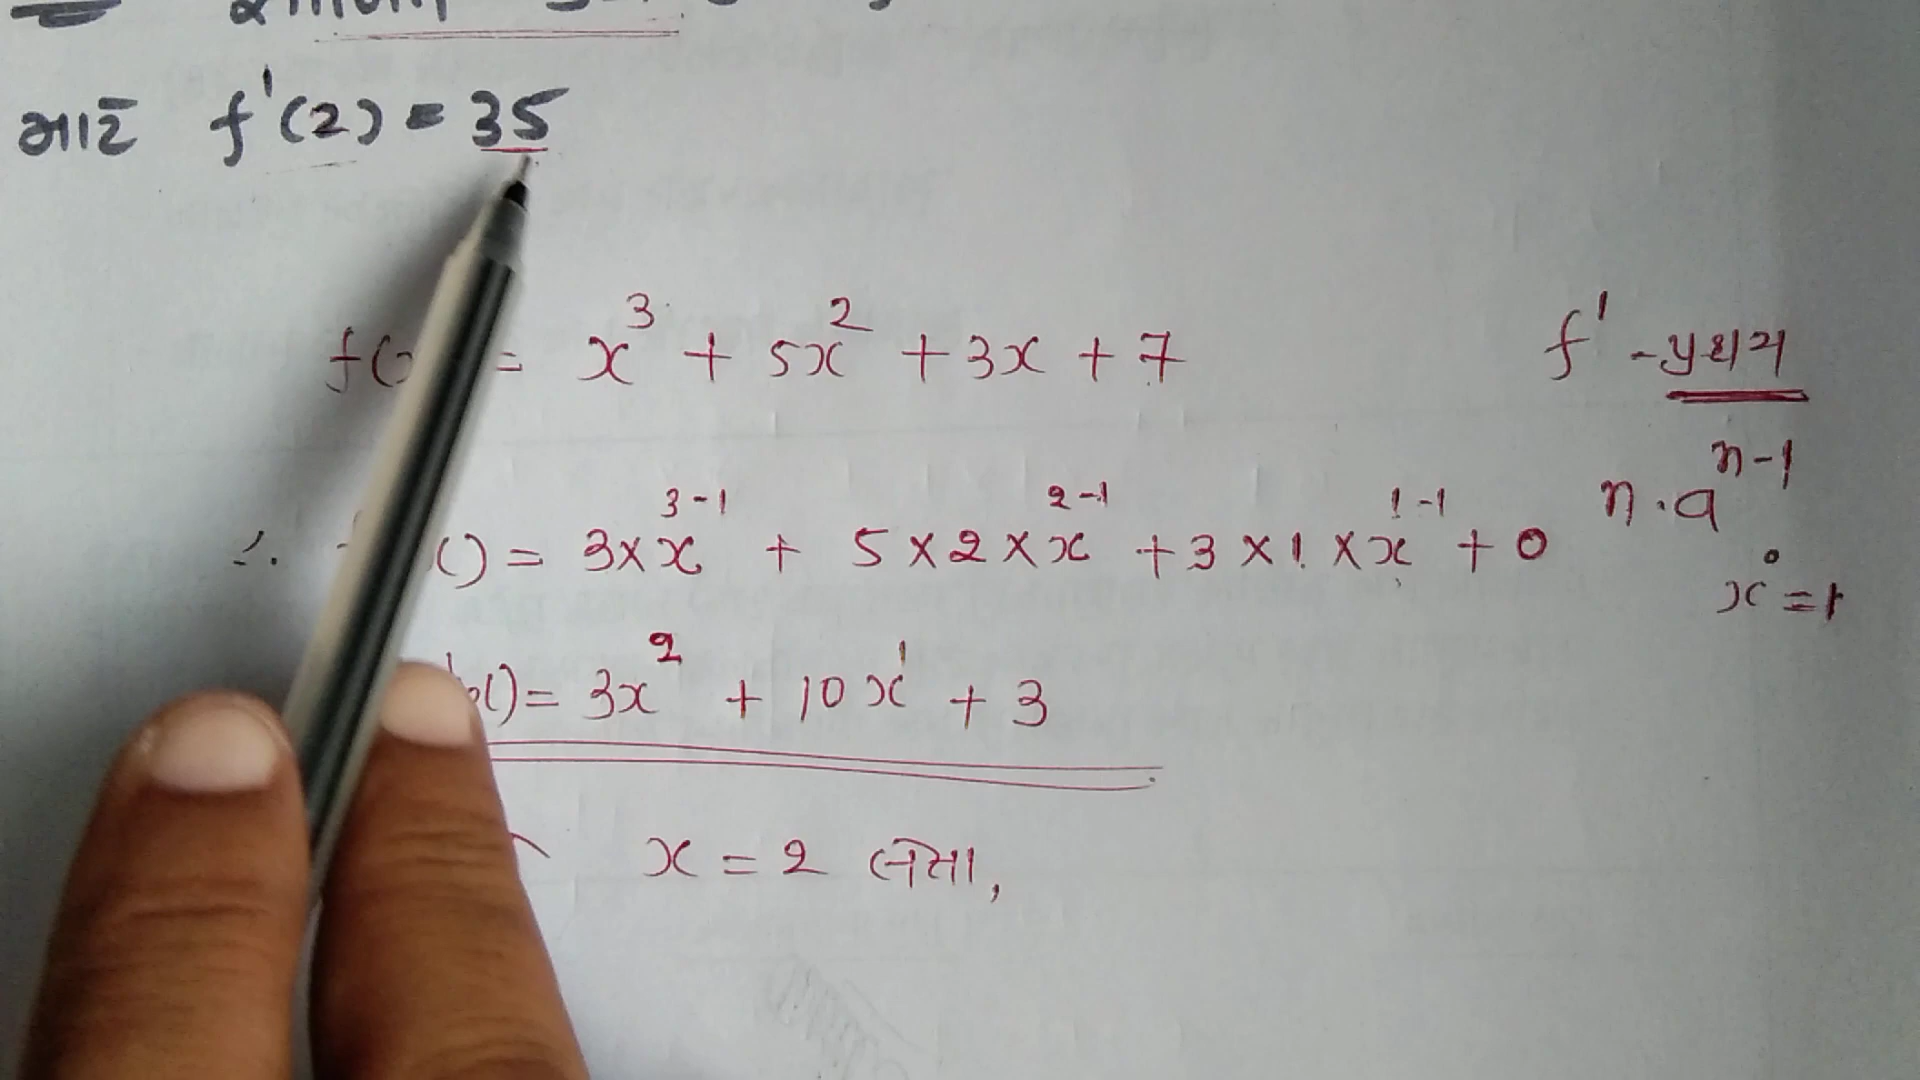 માટે f'(2) = 35
= x³ + 5x² + 3x + 7
f' - પ્રથમ
n.a^(n-1)
∴ = 3×x^(3-1) + 5×2×x^(2-1) + 3×1×x^(1-1) + 0
x⁰ = 1
= 3x² + 10x¹ + 3
x = 2 લેતા,